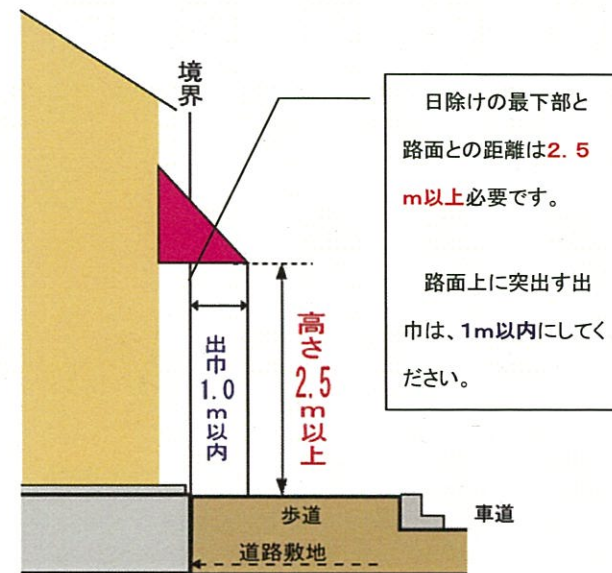 境界
日除けの最下部と
路面との距離は2.5
m以上必要です。
路面上に突出す出
巾は、1m以内にしてく
ださい。
出巾1.0m以内
高さ2.5m以上
歩道
車道
道路敷地